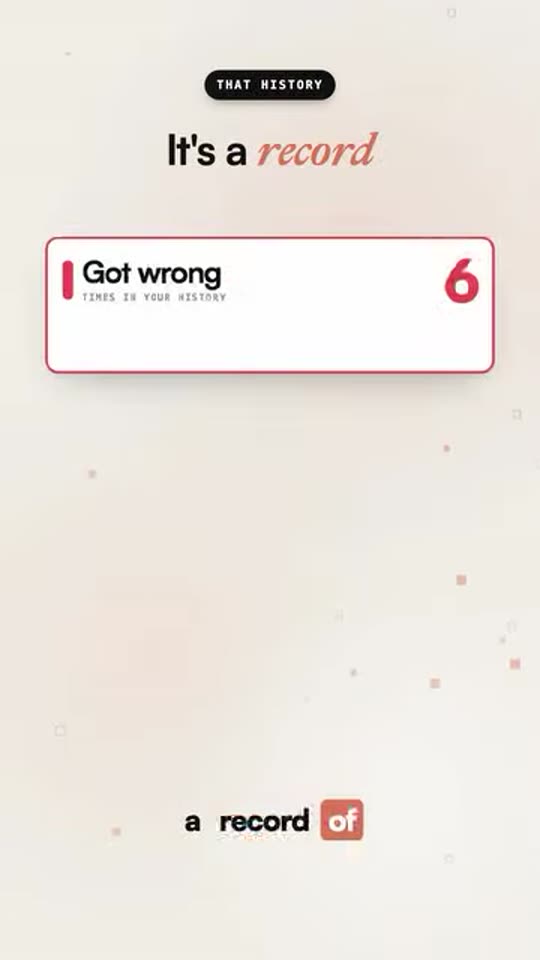 THAT HISTORY
It's a record
Got wrong
6
TIMES IN YOUR HISTORY
a record of